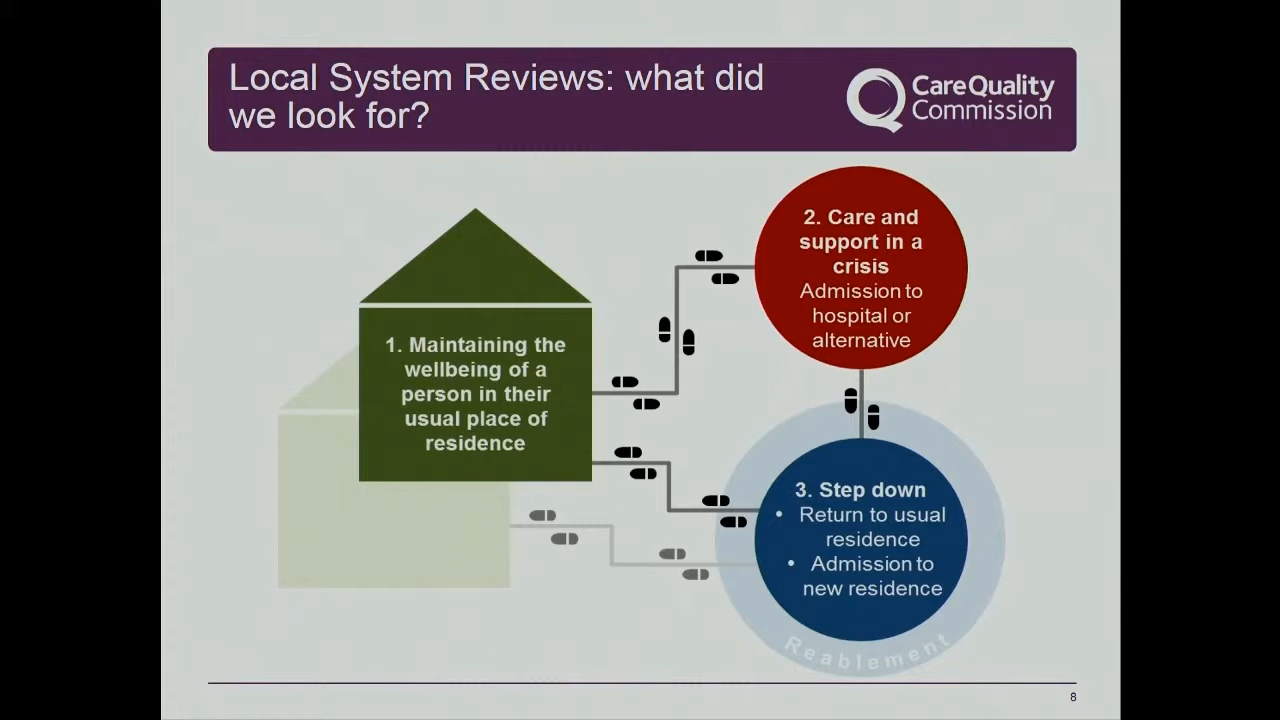 Local System Reviews: what did
we look for?
CareQuality
Commission
1. Maintaining the
wellbeing of a
person in their
usual place of
residence
2. Care and
support in a
crisis
Admission to
hospital or
alternative
3. Step down
• Return to usual
residence
• Admission to
new residence
Reablement
8